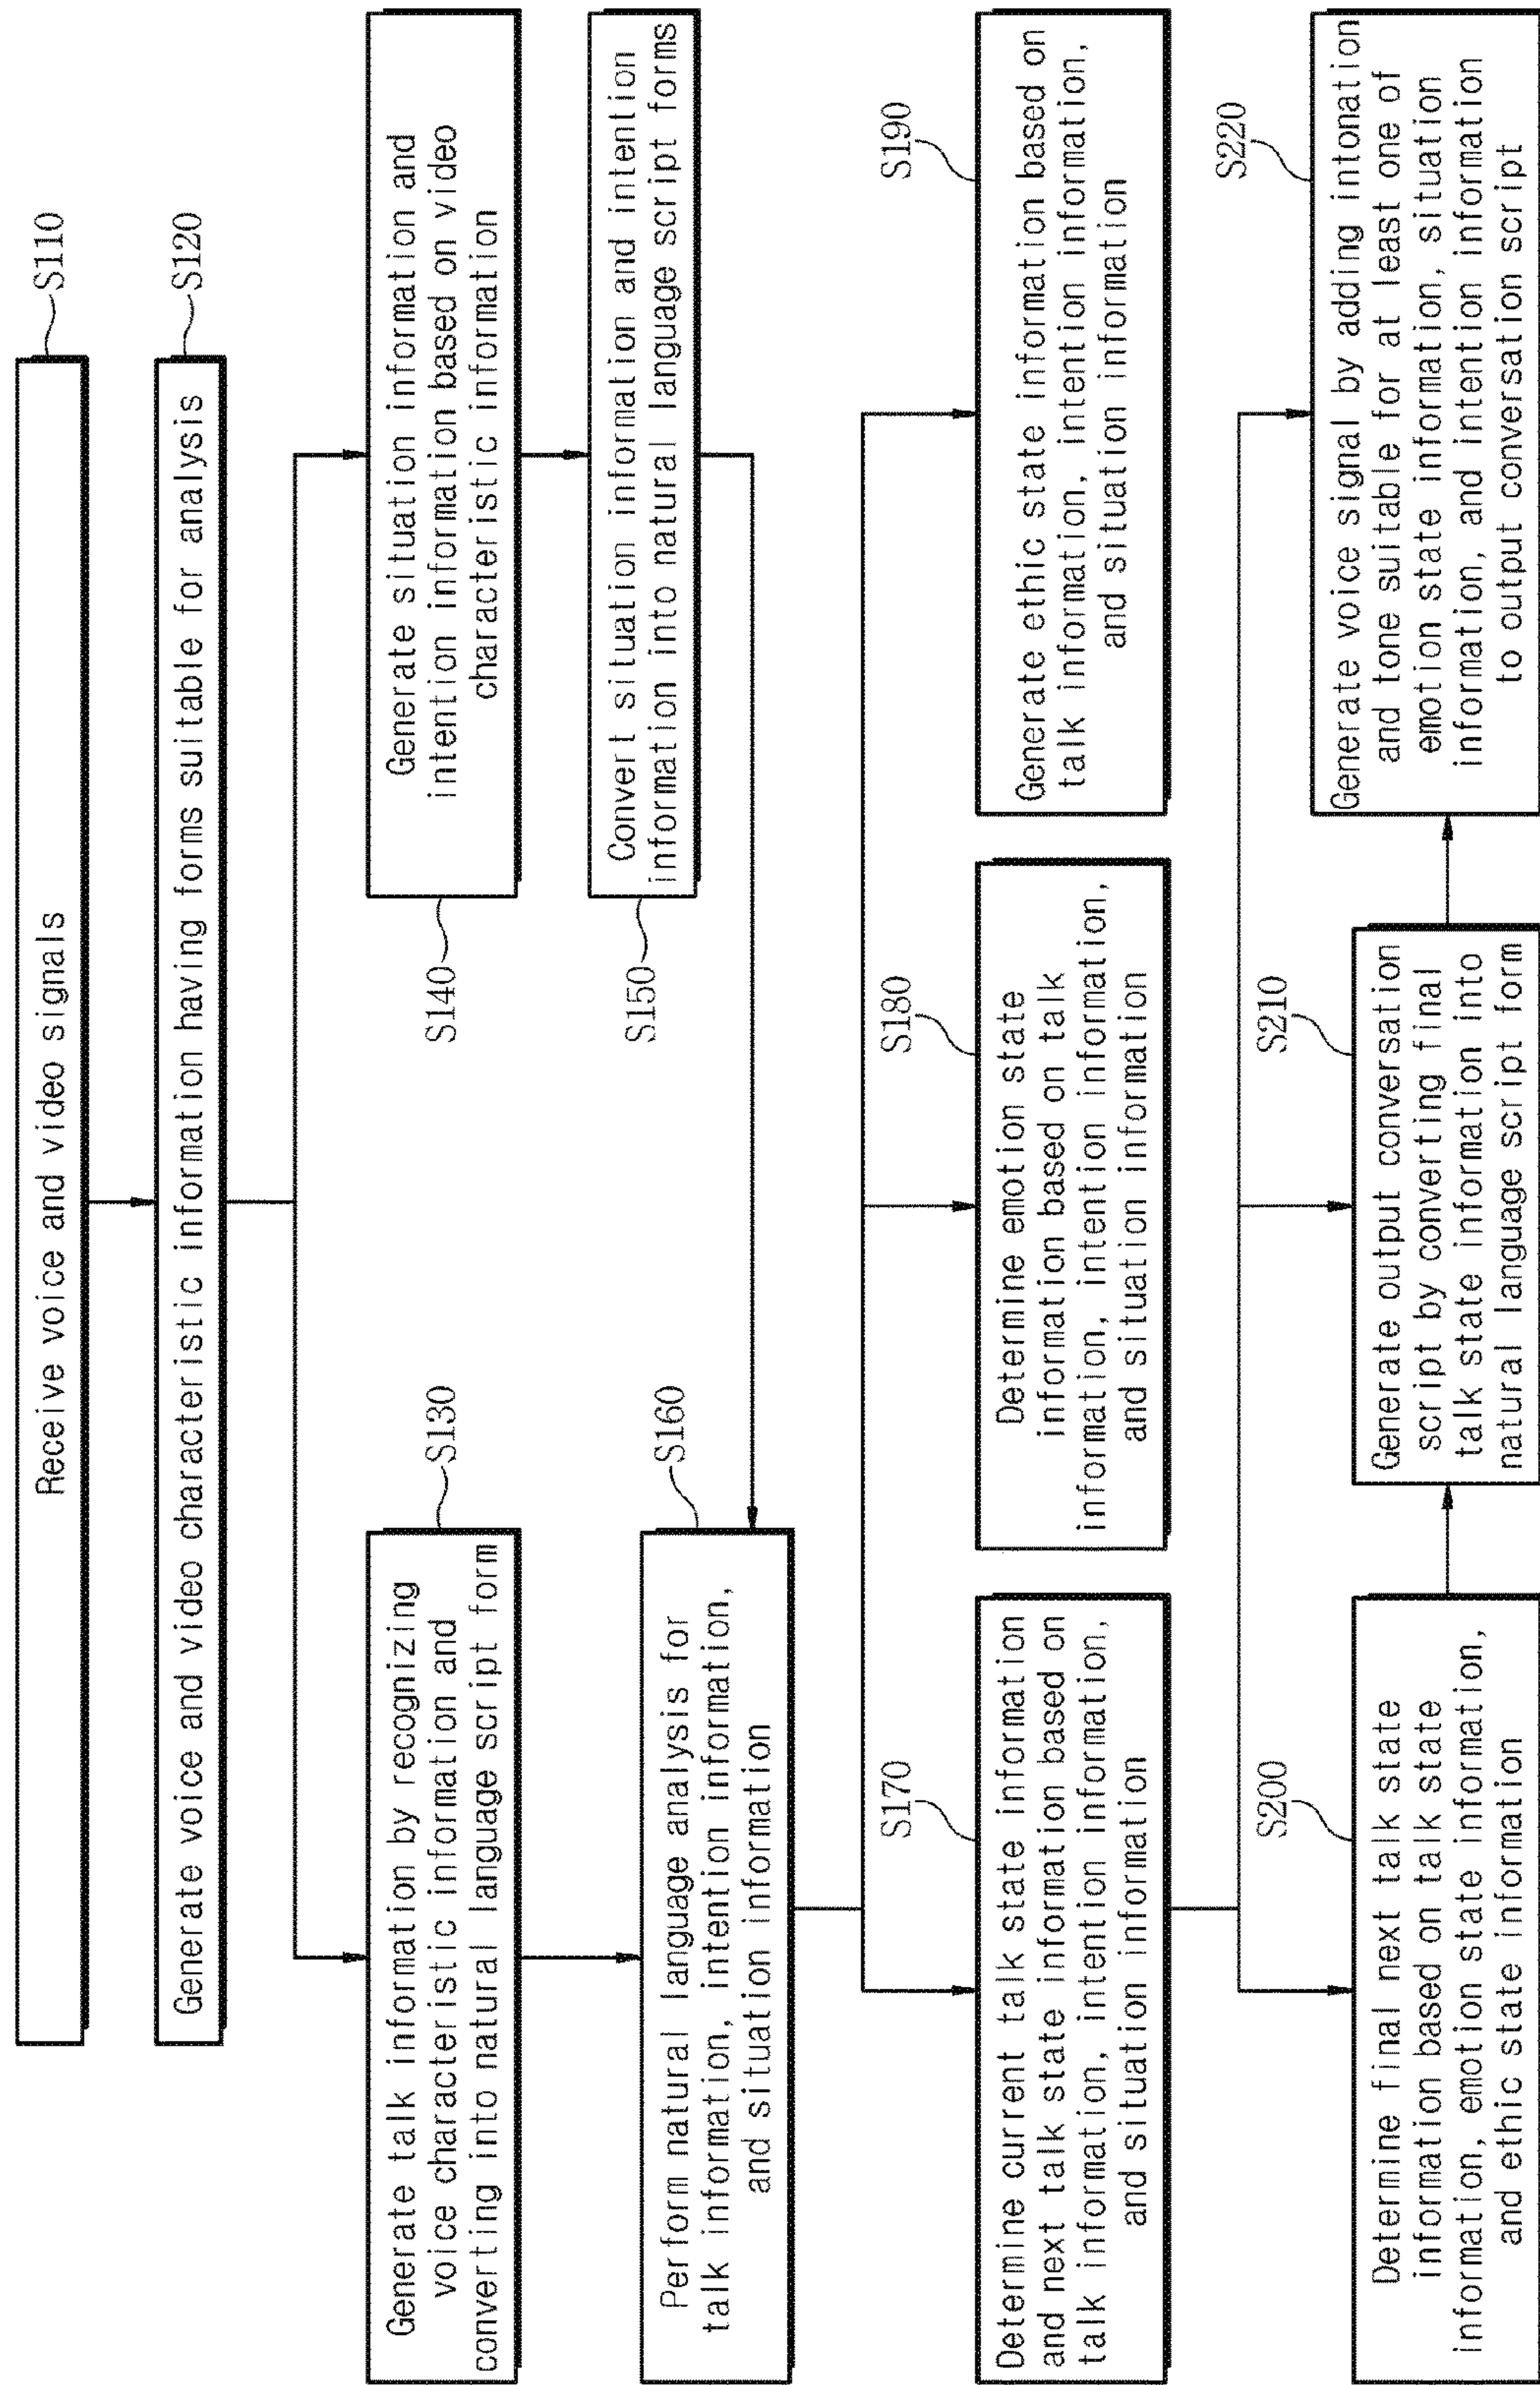 Receive voice and video signals
S110
Generate voice and video characteristic information having forms suitable for analysis
S120
Generate talk information by recognizing
voice characteristic information and
converting into natural language script form
S130
S140
Generate situation information and
intention information based on video
characteristic information
S150
Convert situation information and intention
information into natural language script forms
Perform natural language analysis for
talk information, intention information,
and situation information
S160
S170
Determine current talk state information
and next talk state information based on
talk information, intention information,
and situation information
S180
Determine emotion state
information based on talk
information, intention information,
and situation information
S190
Generate ethic state information based on
talk information, intention information,
and situation information
S200
Determine final next talk state
information based on talk state
information, emotion state information,
and ethic state information
S210
Generate output conversation
script by converting final
talk state information into
natural language script form
S220
Generate voice signal by adding intonation
and tone suitable for at least one of
emotion state information, situation
information, and intention information
to output conversation script